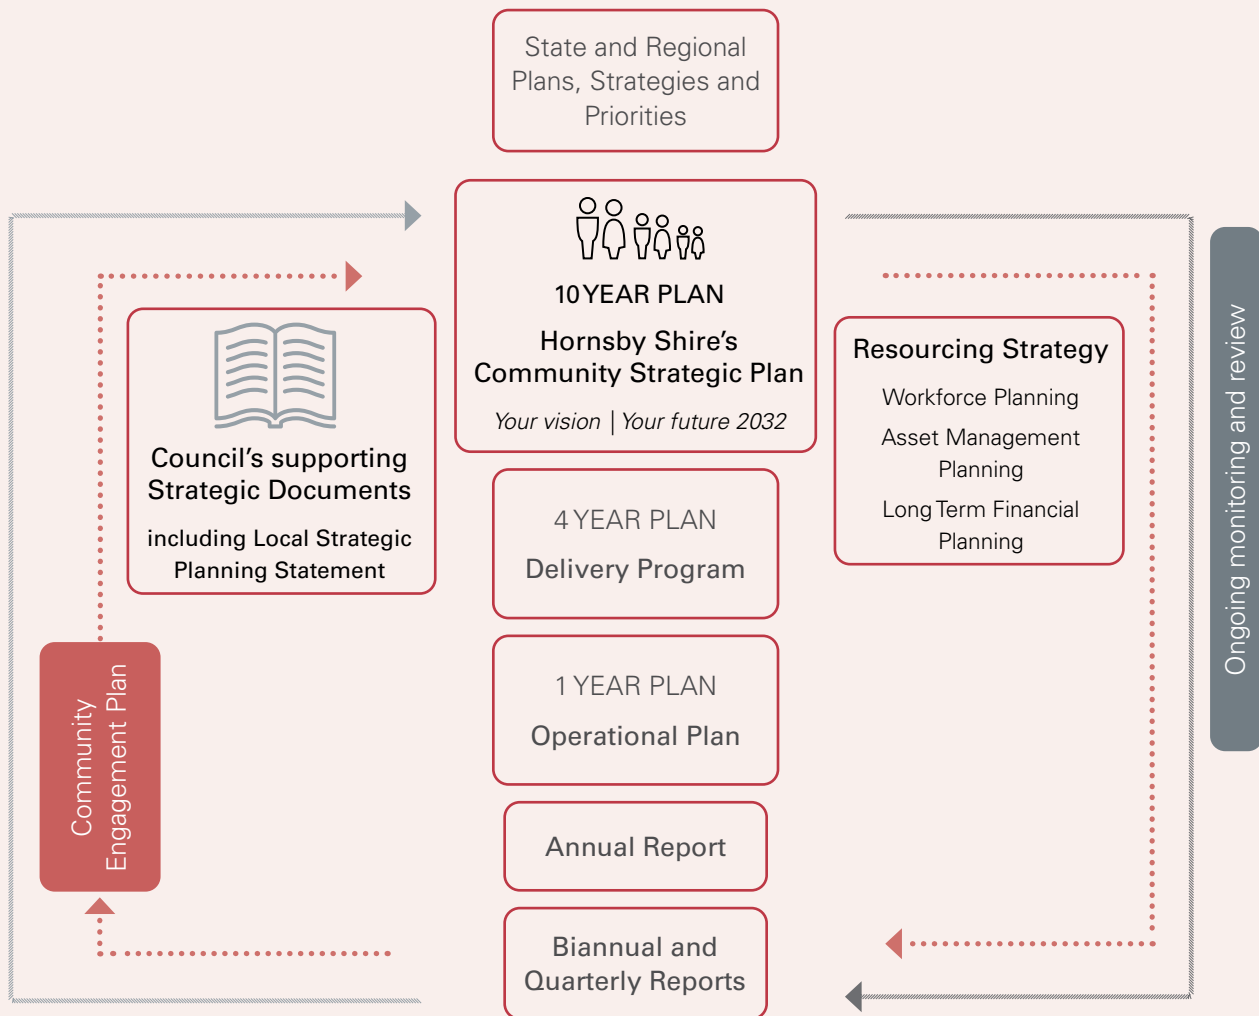 State and Regional
Plans, Strategies and
Priorities
10 YEAR PLAN
Hornsby Shire's
Community Strategic Plan
Your vision | Your future 2032
Council's supporting
Strategic Documents
including Local Strategic
Planning Statement
Resourcing Strategy
Workforce Planning
Asset Management
Planning
Long Term Financial
Planning
4 YEAR PLAN
Delivery Program
1 YEAR PLAN
Operational Plan
Annual Report
Biannual and
Quarterly Reports
Community
Engagement Plan
Ongoing monitoring and review